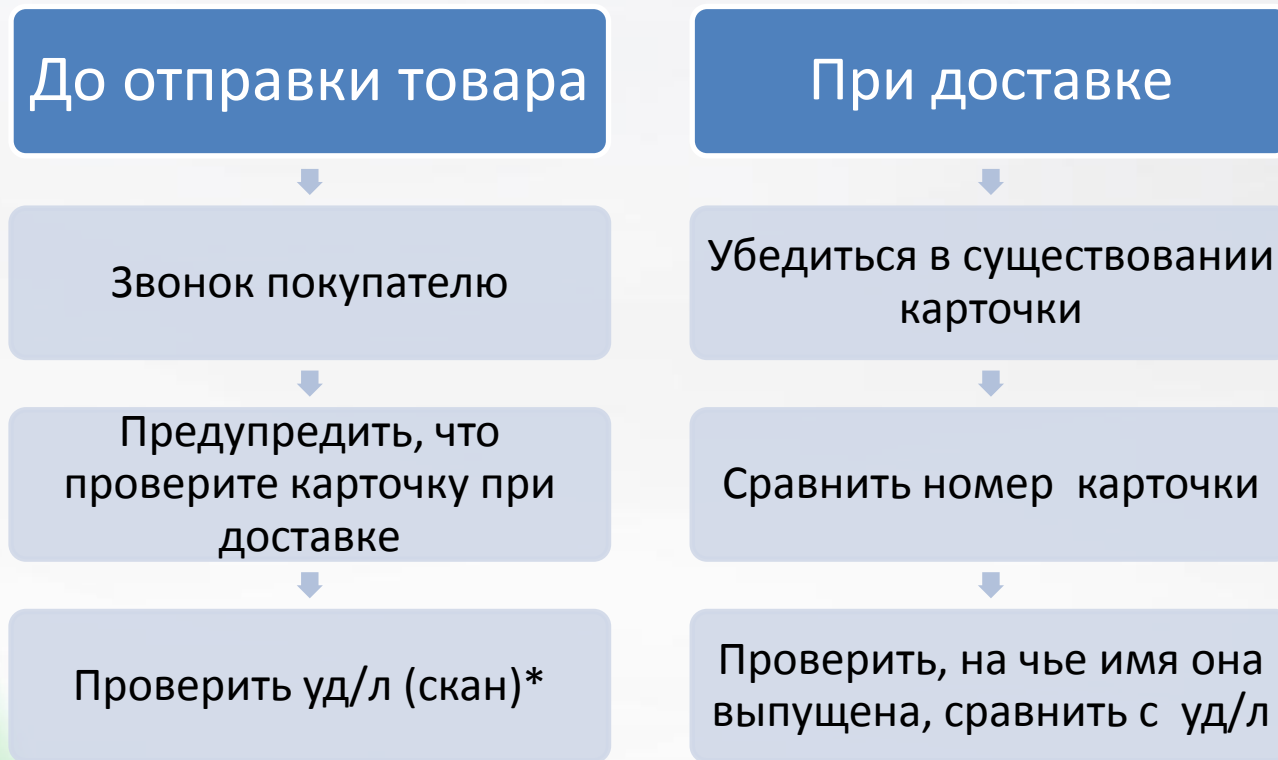 До отправки товара
Звонок покупателю
Предупредить, что
проверите карточку при
доставке
Проверить уд/л (скан)*
При доставке
Убедиться в существовании
карточки
Сравнить номер карточки
Проверить, на чье имя она
выпущена, сравнить с уд/л